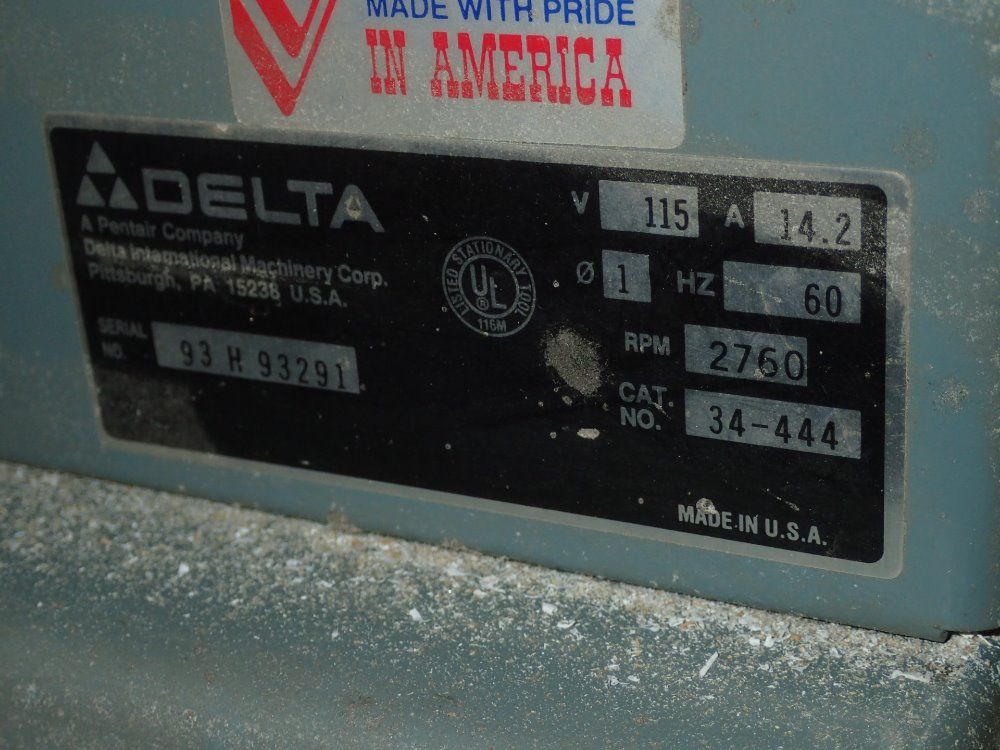 MADE WITH PRIDE
IN AMERICA
DELTA
A Pentair Company
Delta International Machinery Corp.
Pittsburgh, PA 15238 U.S.A.
SERIAL NO. 93 H 93291
LISTED STATIONARY TOOL
UL
®
116M
V 115 A 14.2
Ø 1 HZ 60
RPM 2760
CAT. NO. 34-444
MADE IN U.S.A.